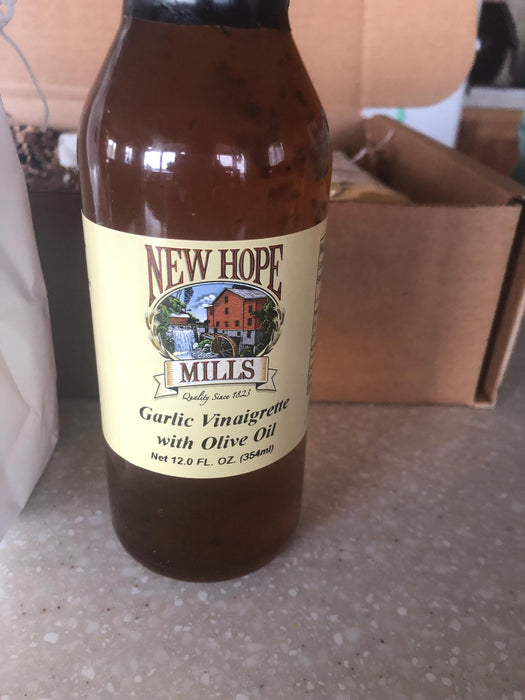 NEW HOPE
MILLS
Quality Since 1823
Garlic Vinaigrette
with Olive Oil
Net 12.0 FL. OZ. (354ml)